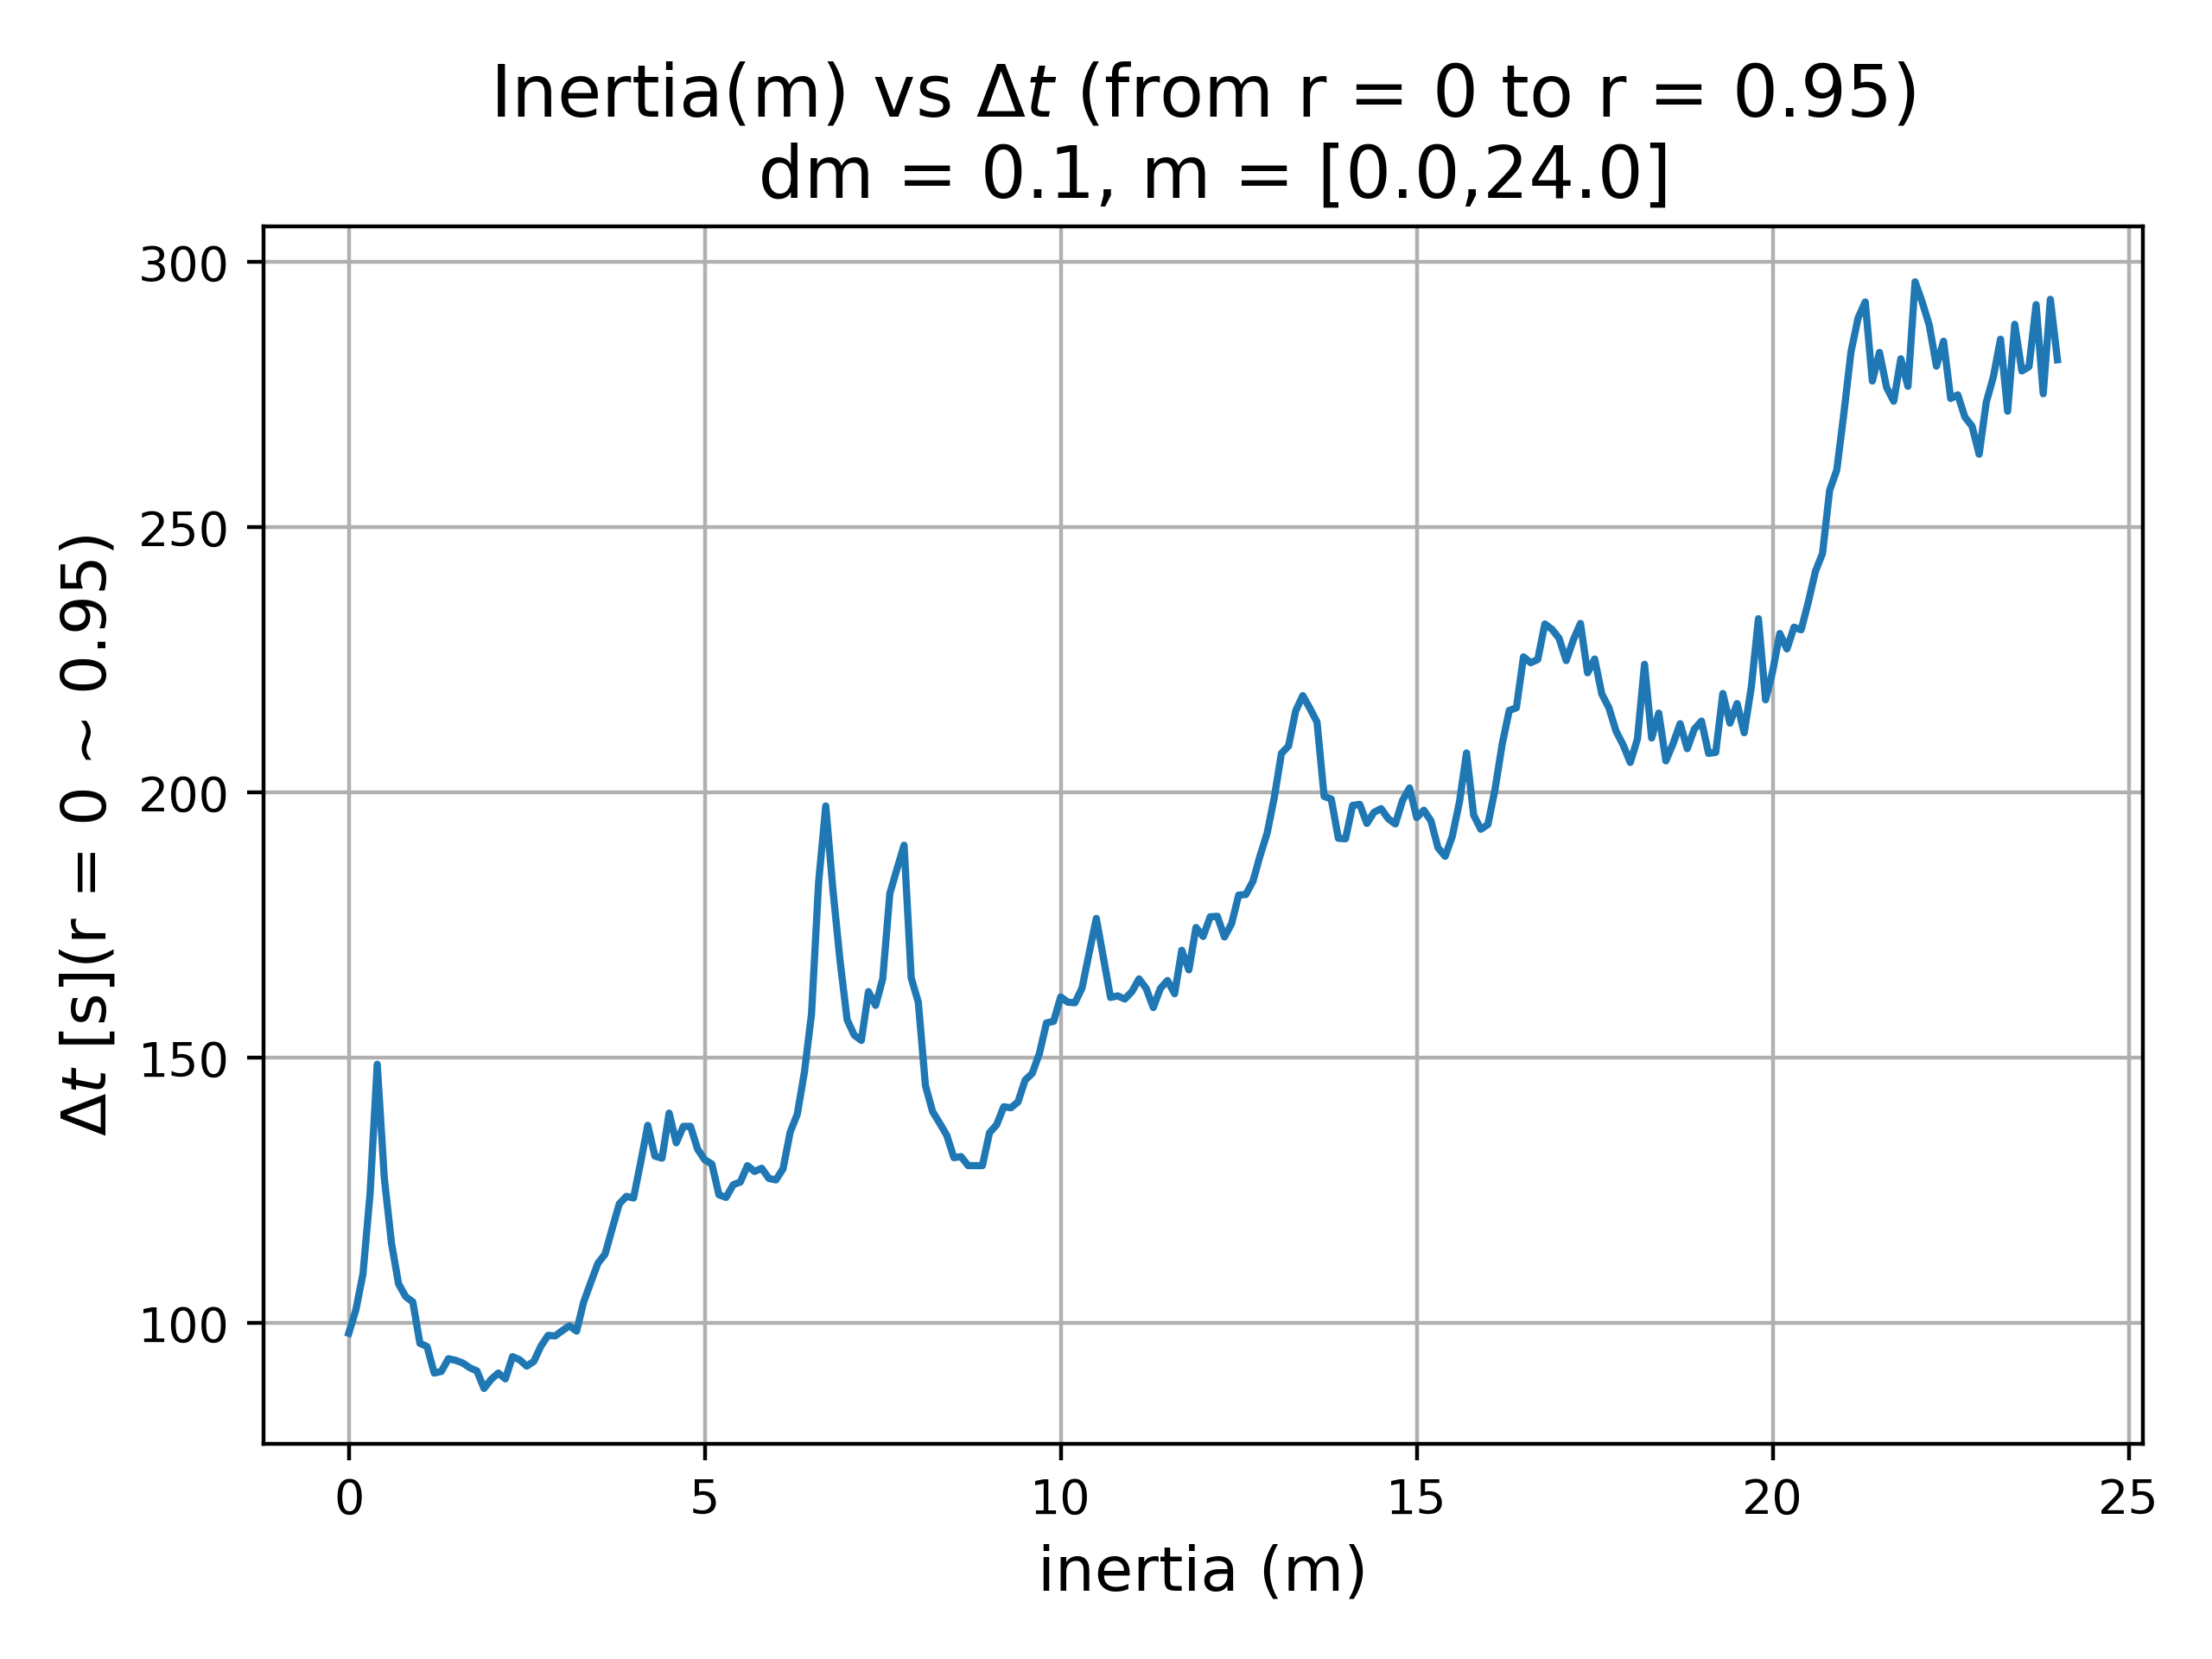 Inertia(m) vs Δt (from r = 0 to r = 0.95)
dm = 0.1, m = [0.0,24.0]
Δt [s](r = 0 ~ 0.95)
300
250
200
150
100
0 5 10 15 20 25
inertia (m)